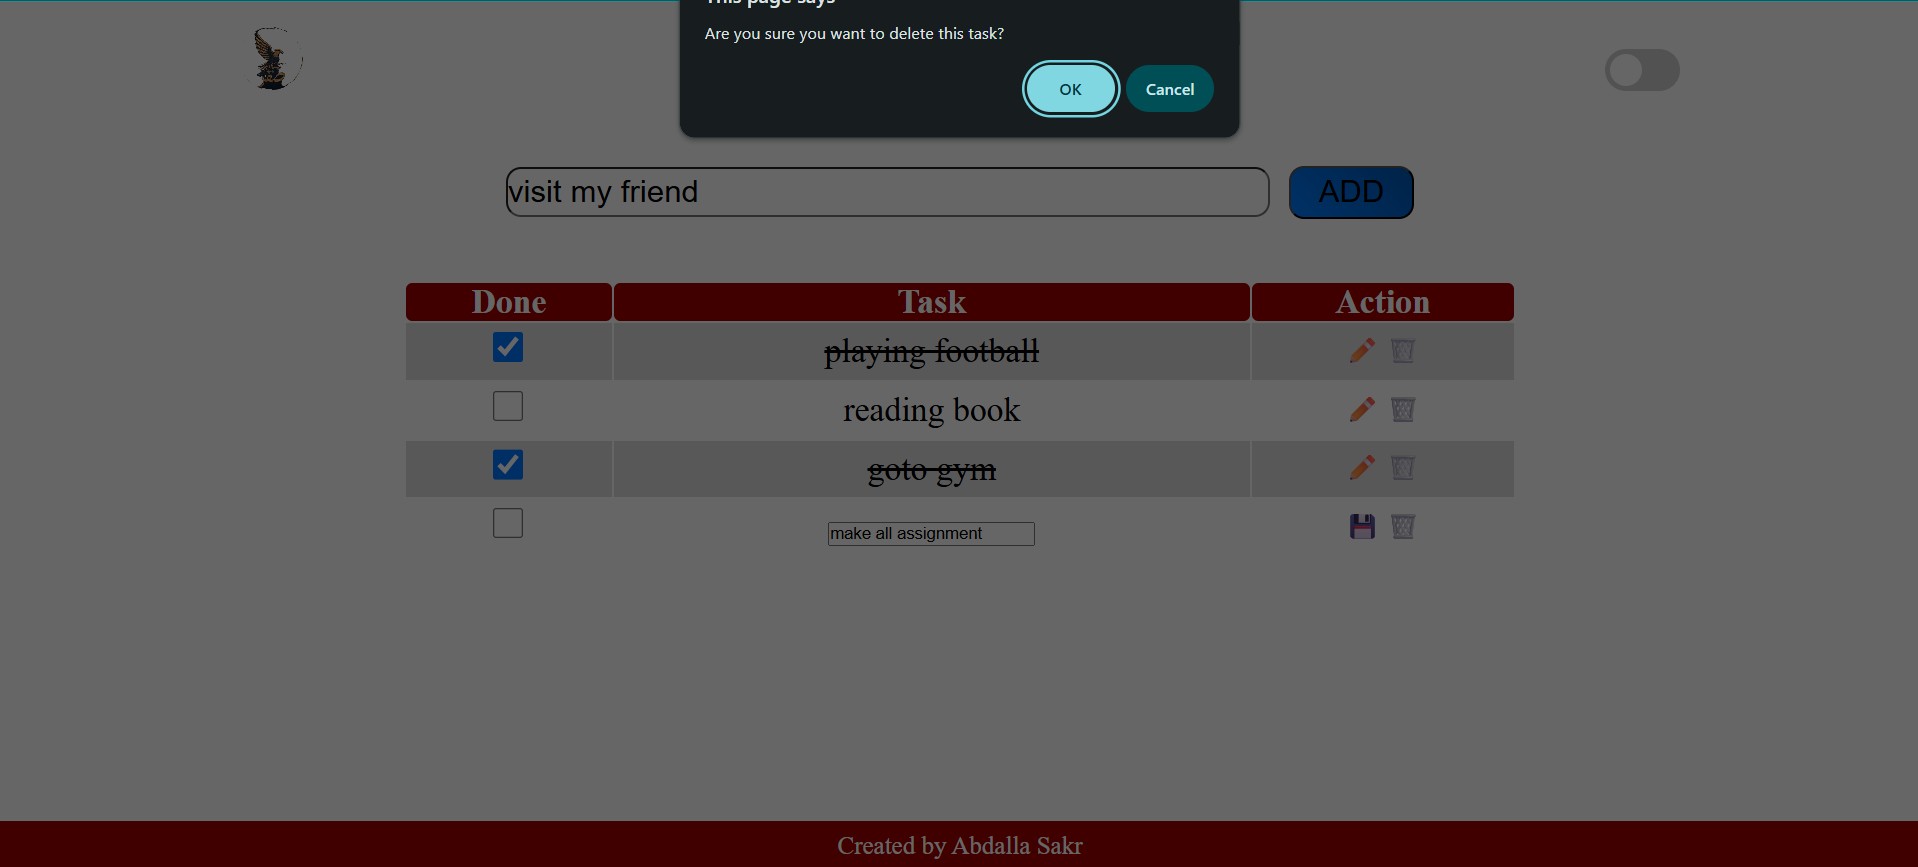 This page says
Are you sure you want to delete this task?
OK Cancel
visit my friend ADD
Done Task Action
playing football
reading book
goto gym
make all assignment
Created by Abdalla Sakr